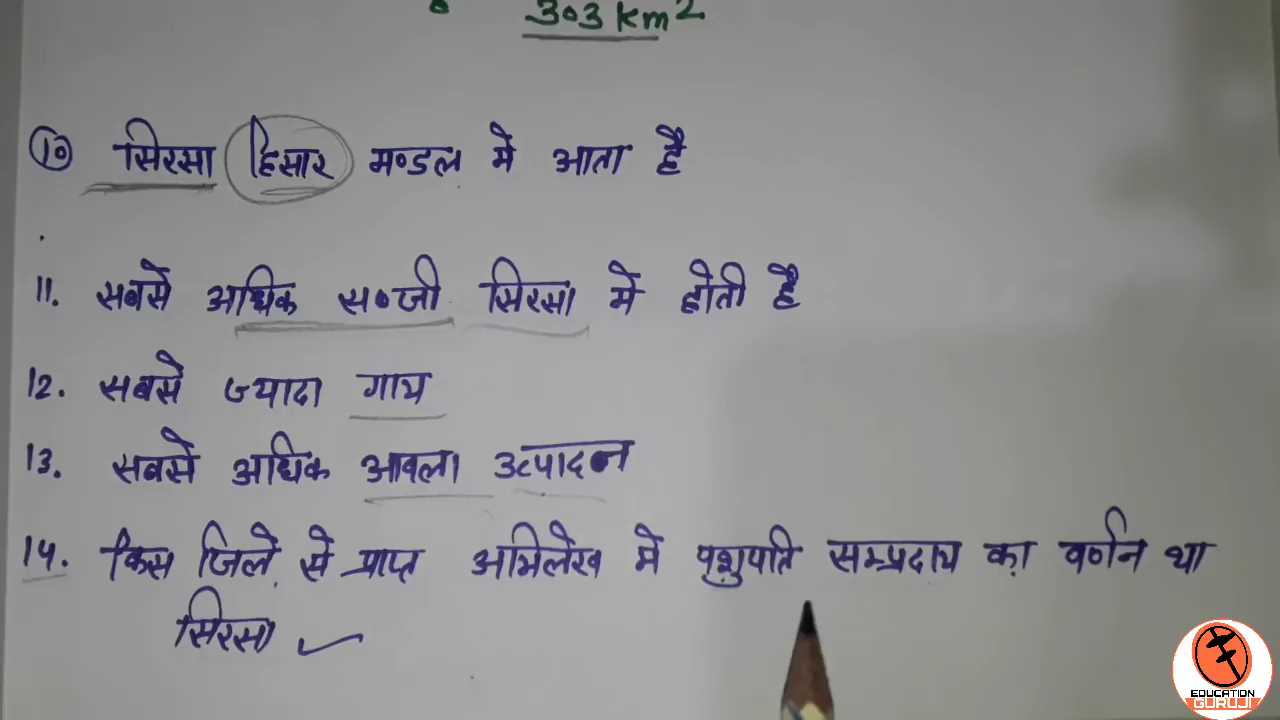 303 km²
10 सिरसा हिसार मण्डल मे आता है
11. सबसे अधिक सब्जी सिरसा मे होती है
12. सबसे ज्यादा गाय
13. सबसे अधिक आवला उत्पादन
14. किस जिले से प्राप्त अभिलेख मे पशुपति सम्प्रदाय का वर्णन था
सिरसा
EDUCATION
GURUJI